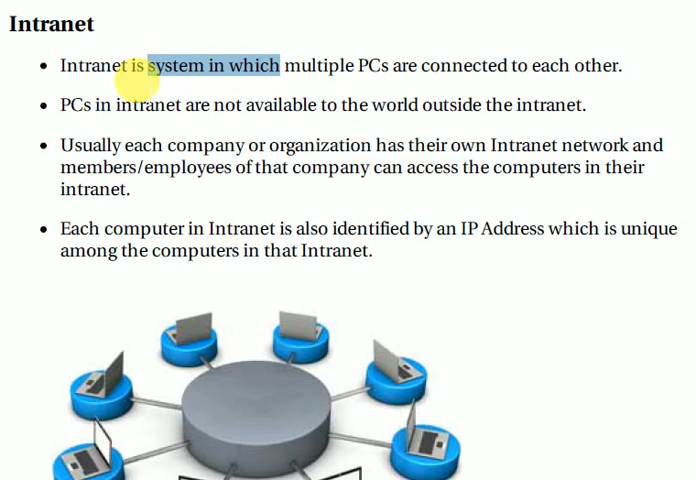 Intranet
• Intranet is system in which multiple PCs are connected to each other.
• PCs in intranet are not available to the world outside the intranet.
• Usually each company or organization has their own Intranet network and
members/employees of that company can access the computers in their
intranet.
• Each computer in Intranet is also identified by an IP Address which is unique
among the computers in that Intranet.